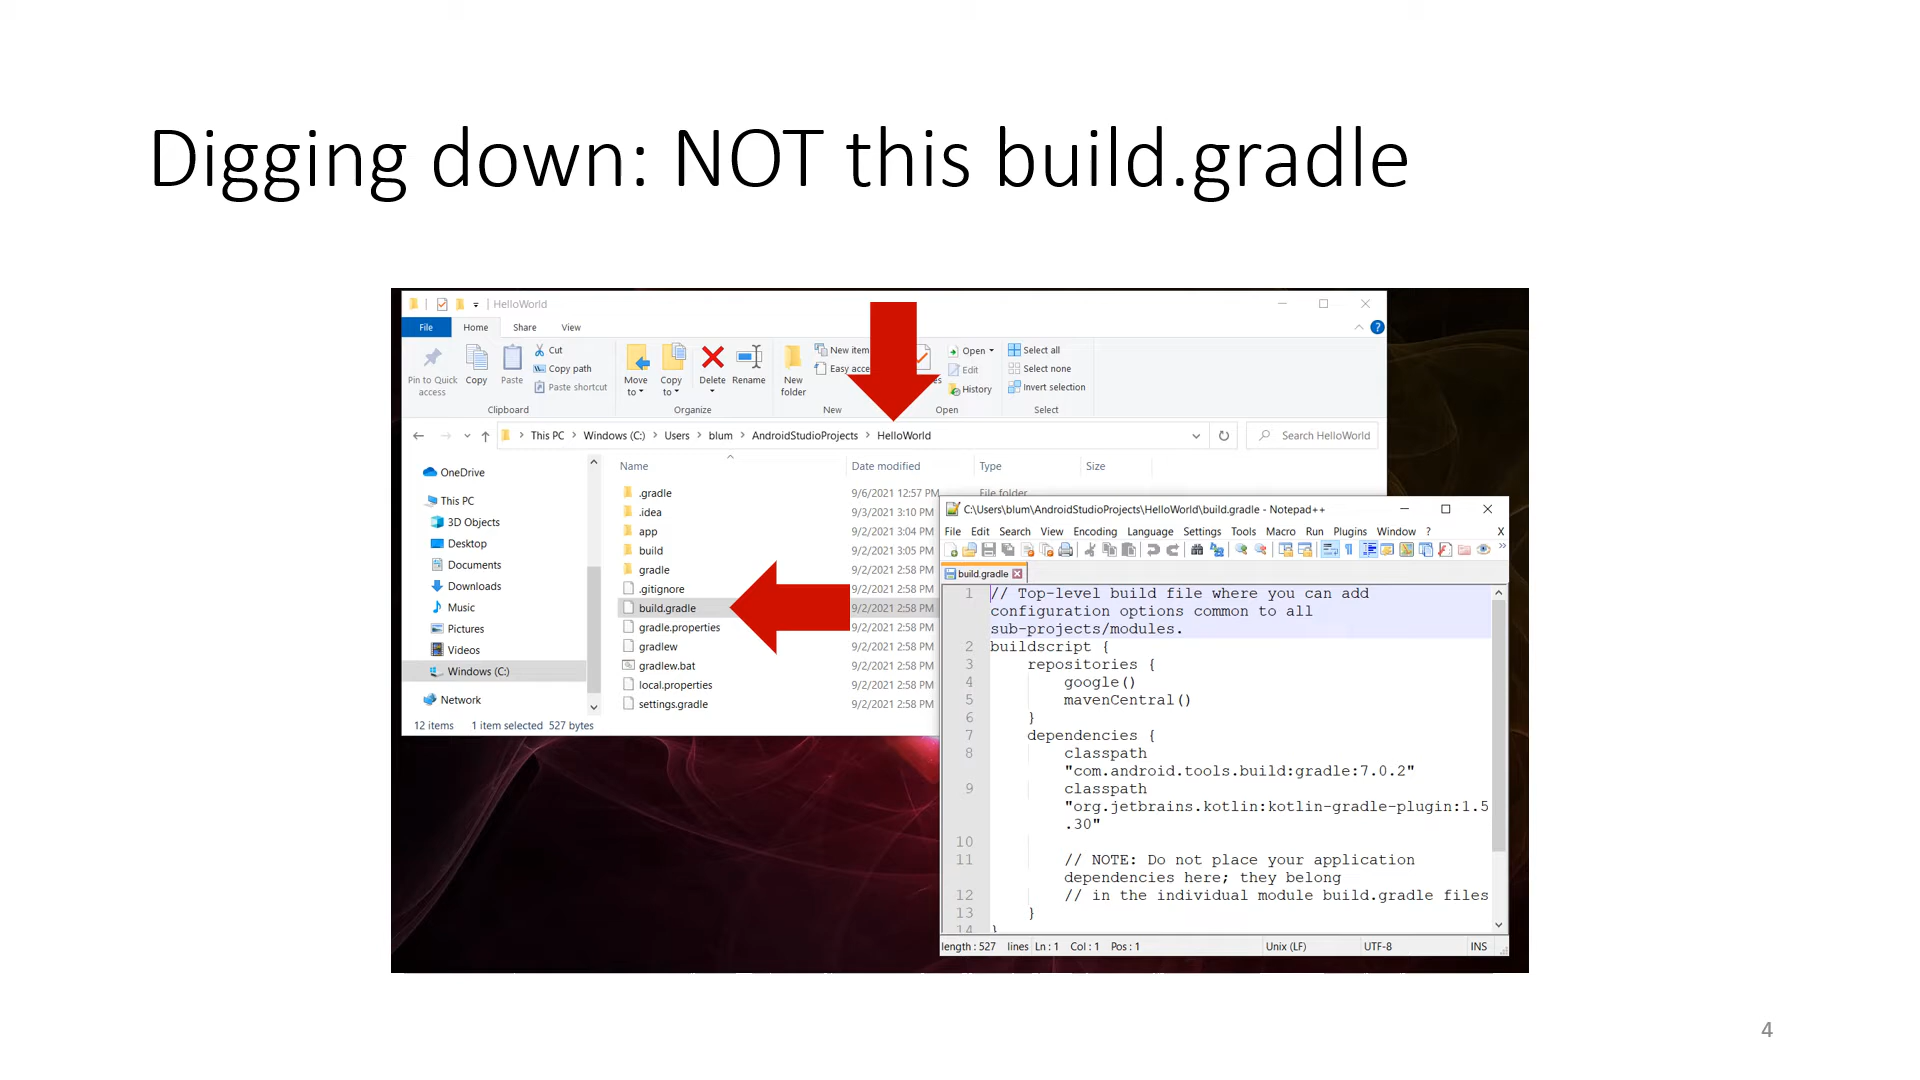 Digging down: NOT this build.gradle
HelloWorld
File Home Share View
Pin to Quick access
Copy
Paste
Cut
Copy path
Paste shortcut
Clipboard
Move to
Copy to
Delete
Rename
Organize
New folder
New item
New
Open
Edit
History
Open
Select all
Select none
Invert selection
Select
This PC > Windows (C:) > Users > blum > AndroidStudioProjects > HelloWorld
Search HelloWorld
OneDrive
This PC
3D Objects
Desktop
Documents
Downloads
Music
Pictures
Videos
Windows (C:)
Network
Name Date modified Type Size
.gradle 9/6/2021 12:57 PM File folder
.idea 9/3/2021 3:10 PM
app 9/2/2021 3:04 PM
build 9/2/2021 3:05 PM
gradle 9/2/2021 2:58 PM
.gitignore 9/2/2021 2:58 PM
build.gradle 9/2/2021 2:58 PM
gradle.properties 9/2/2021 2:58 PM
gradlew 9/2/2021 2:58 PM
gradlew.bat 9/2/2021 2:58 PM
local.properties 9/2/2021 2:58 PM
settings.gradle 9/2/2021 2:58 PM
12 items 1 item selected 527 bytes
C:\Users\blum\AndroidStudioProjects\HelloWorld\build.gradle - Notepad++
File Edit Search View Encoding Language Settings Tools Macro Run Plugins Window ? X
build.gradle
1 // Top-level build file where you can add
configuration options common to all
sub-projects/modules.
2 buildscript {
3 repositories {
4 google()
5 mavenCentral()
6 }
7 dependencies {
8 classpath
"com.android.tools.build:gradle:7.0.2"
9 classpath
"org.jetbrains.kotlin:kotlin-gradle-plugin:1.5
.30"
10
11 // NOTE: Do not place your application
dependencies here; they belong
12 // in the individual module build.gradle files
13 }
14 }
length : 527 lines Ln : 1 Col : 1 Pos : 1 Unix (LF) UTF-8 INS
4